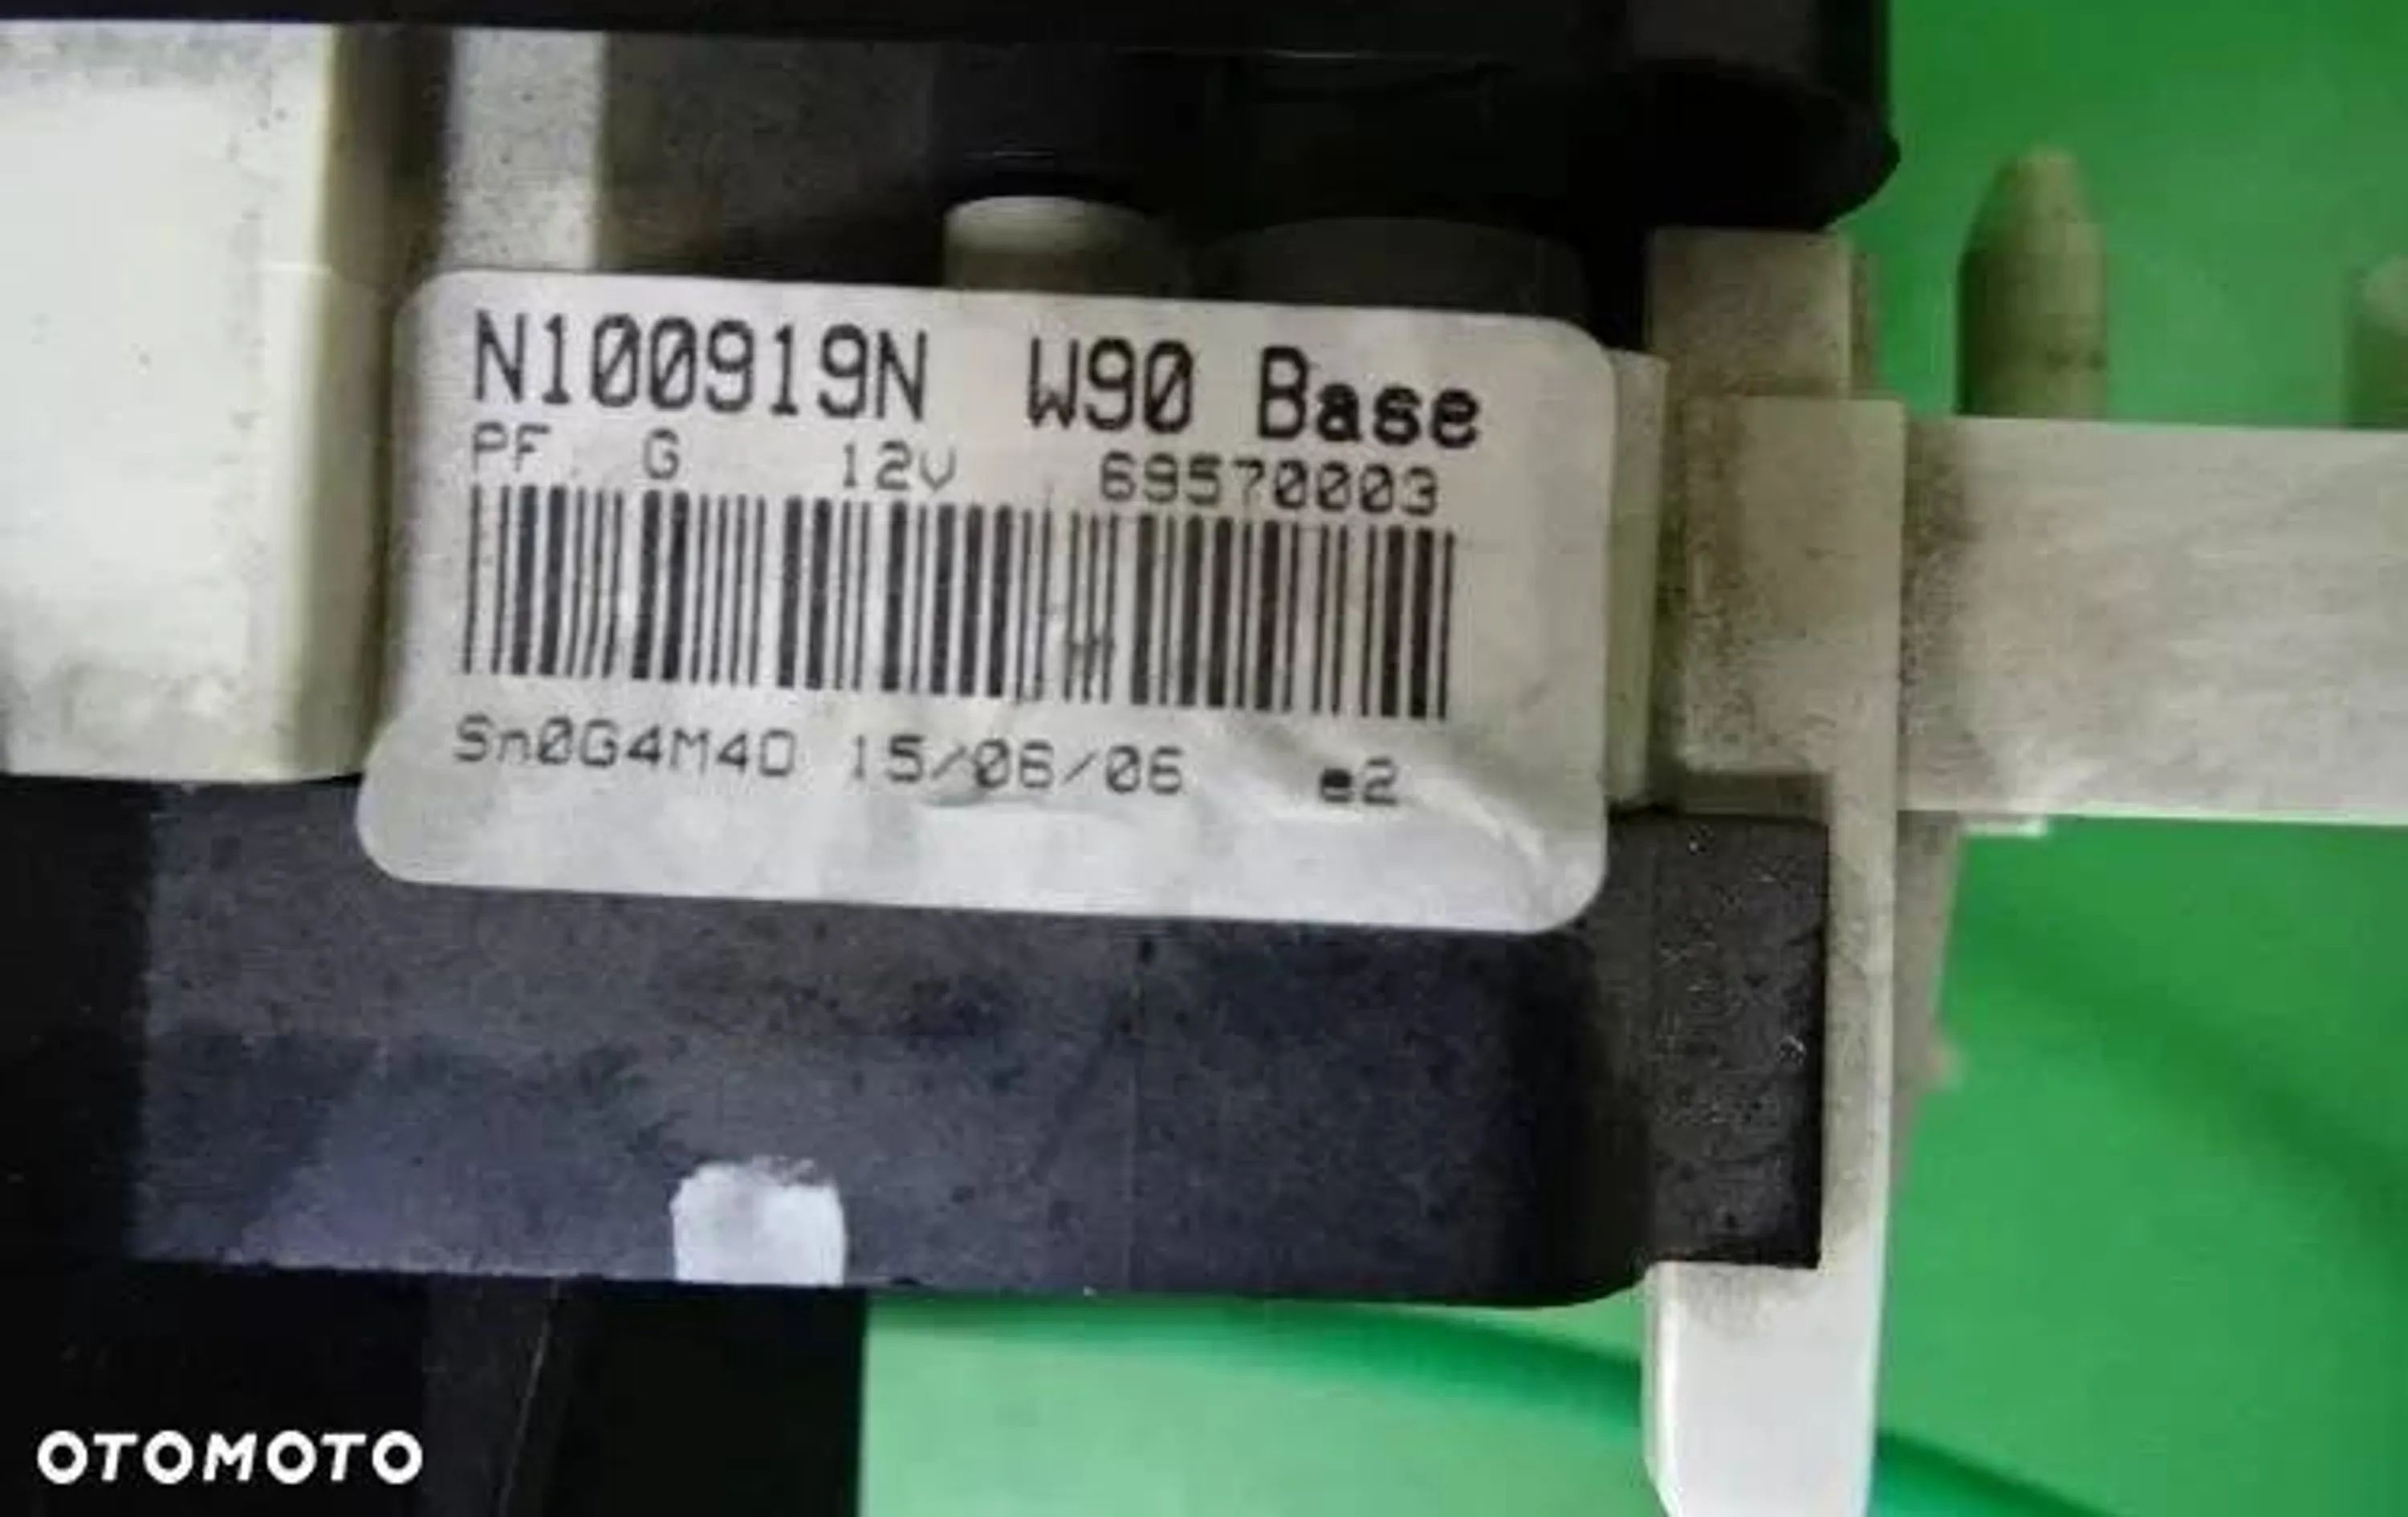 N100919N W90 Base
PF G 12V 69570003
Sn0G4M40 15/06/06 e2
OTOMOTO